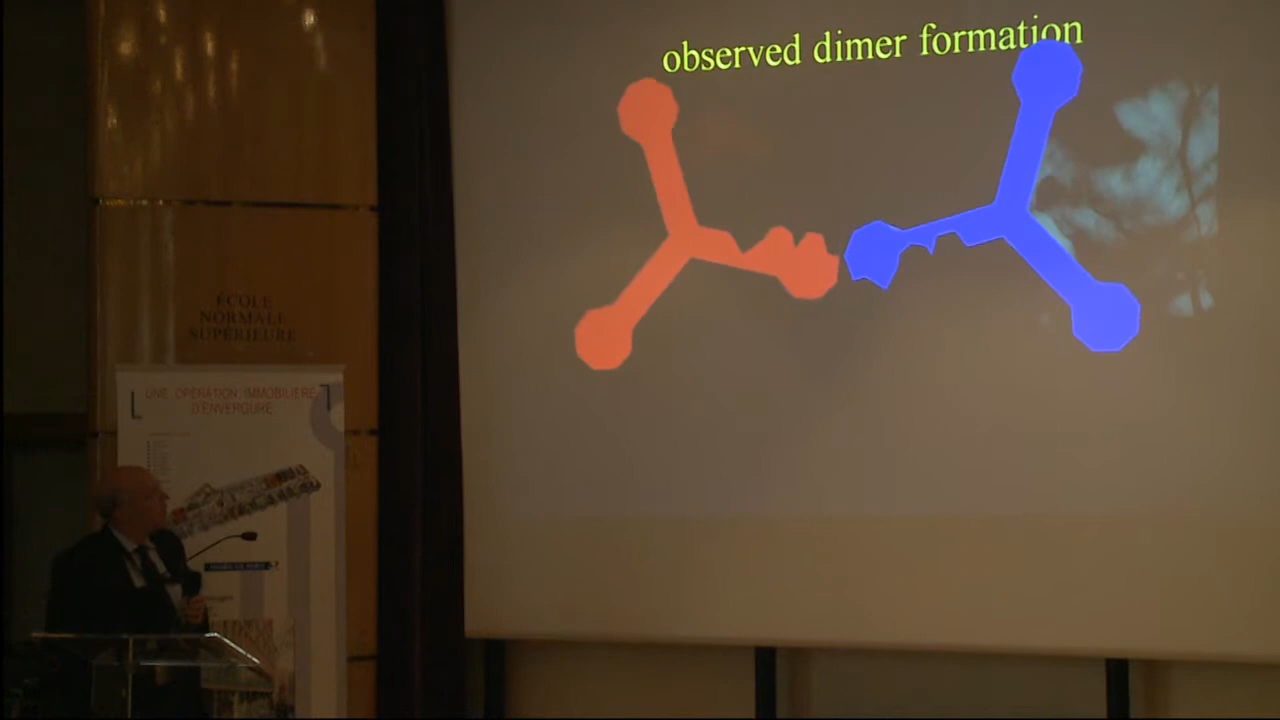 observed dimer formation
ÉCOLE
NORMALE
SUPÉRIEURE
UNE OPÉRATION IMMOBILIÈRE
D'ENVERGURE